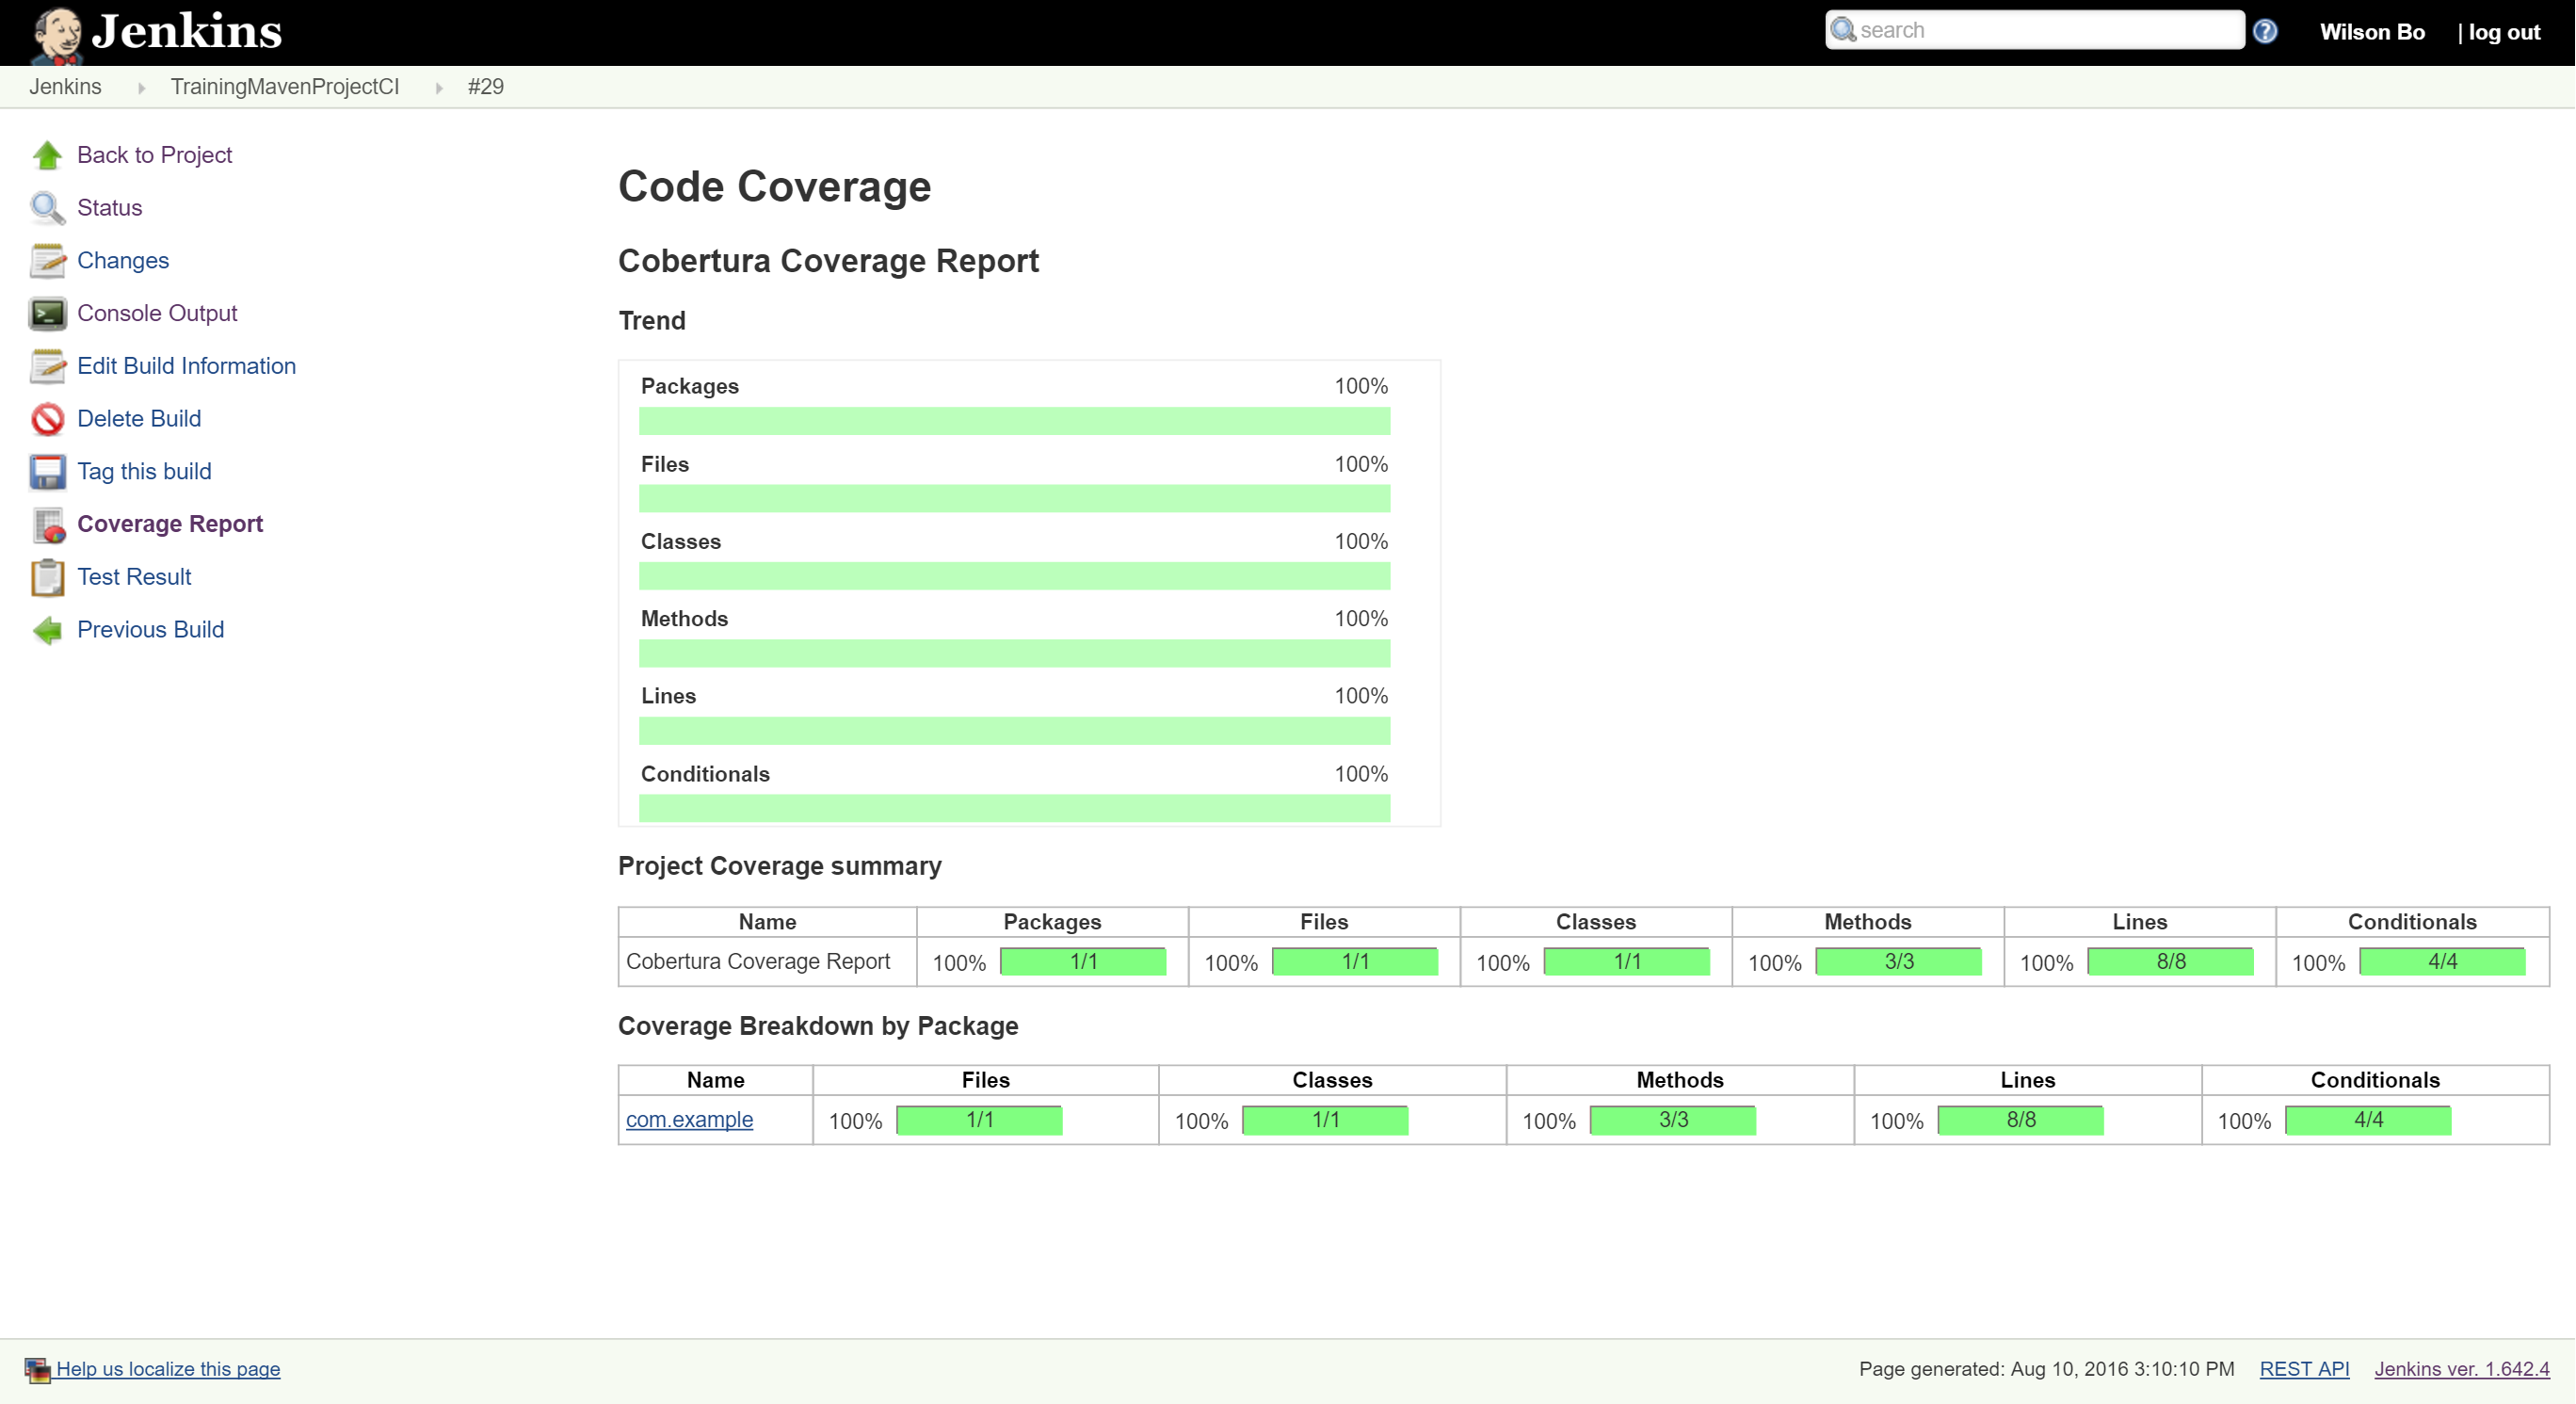 Jenkins
search
Wilson Bo | log out
Jenkins TrainingMavenProjectCI #29
Back to Project
Status
Changes
Console Output
Edit Build Information
Delete Build
Tag this build
Coverage Report
Test Result
Previous Build
Code Coverage
Cobertura Coverage Report
Trend
Packages 100%
Files 100%
Classes 100%
Methods 100%
Lines 100%
Conditionals 100%
Project Coverage summary
Name Packages Files Classes Methods Lines Conditionals
Cobertura Coverage Report 100% 1/1 100% 1/1 100% 1/1 100% 3/3 100% 8/8 100% 4/4
Coverage Breakdown by Package
Name Files Classes Methods Lines Conditionals
com.example 100% 1/1 100% 1/1 100% 3/3 100% 8/8 100% 4/4
Help us localize this page
Page generated: Aug 10, 2016 3:10:10 PM REST API Jenkins ver. 1.642.4